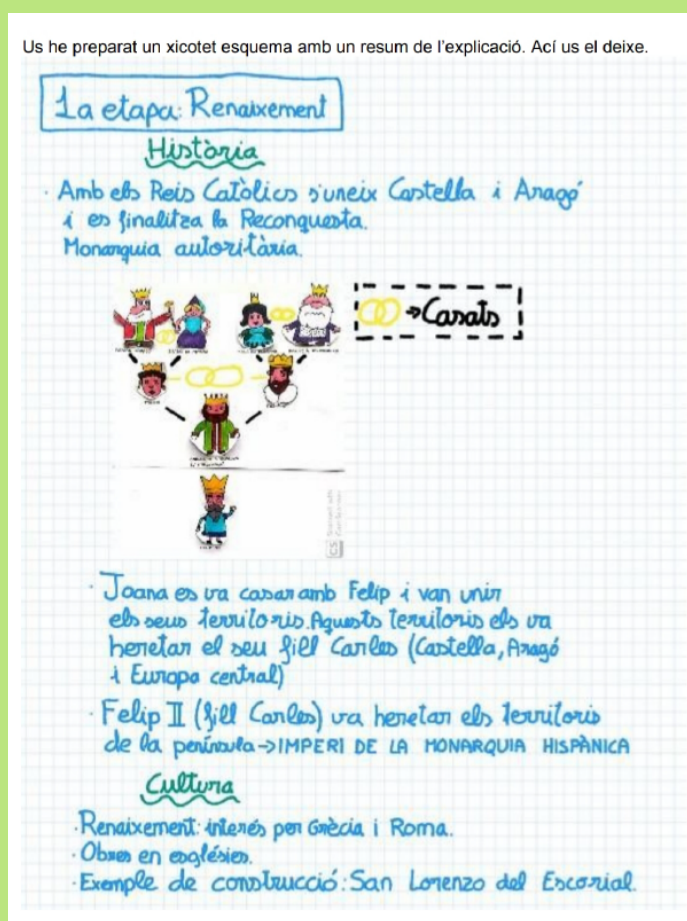 Us he preparat un xicotet esquema amb un resum de l'explicació. Ací us el deixe.
1a etapa: Renaixement
Història
· Amb els Reis Catòlics s'uneix Castella i Aragó
i es finalitza la Reconquesta.
Monarquia autoritària.
→Casats
· Joana es va casar amb Felip i van unir
els seus territoris. Aquests territoris els va
heretar el seu fill Carles (Castella, Aragó
i Europa central)
· Felip II (fill Carles) va heretar els territoris
de la península→IMPERI DE LA MONARQUIA HISPÀNICA
Cultura
· Renaixement: interés per Grècia i Roma.
· Obres en esglésies.
· Exemple de construcció: San Lorenzo del Escorial.
CS